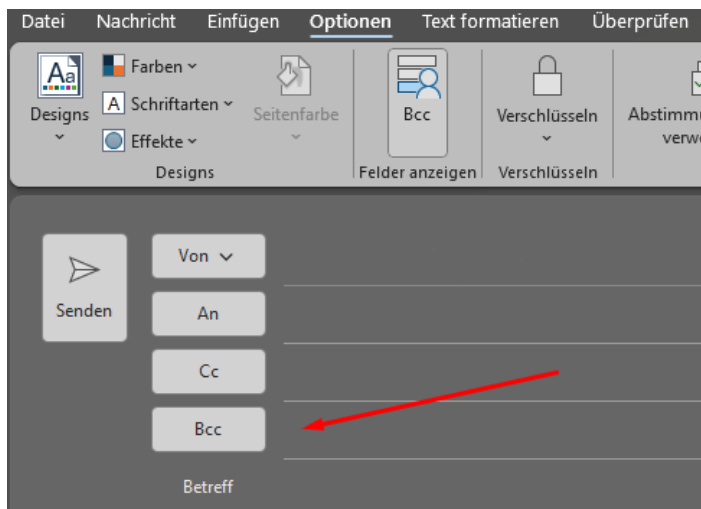 Datei Nachricht Einfügen Optionen Text formatieren Überprüfen
Aa
Designs
Farben
A Schriftarten
Effekte
Designs
Seitenfarbe
Bcc
Felder anzeigen
Verschlüsseln
Verschlüsseln
Senden
Von
An
Cc
Bcc
Betreff